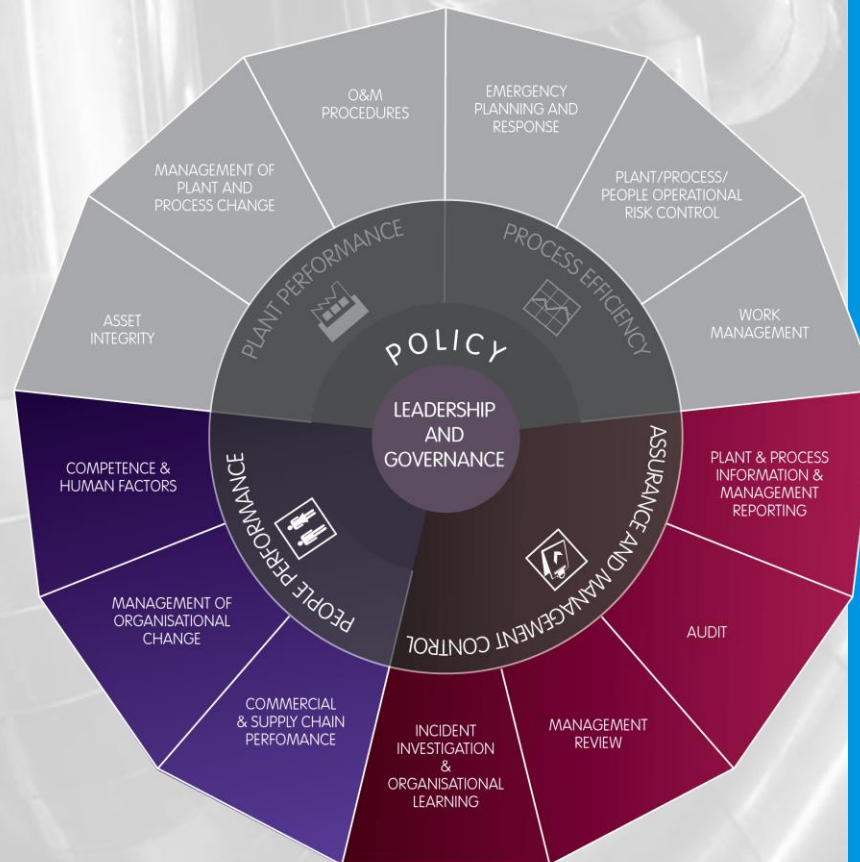 O&M
PROCEDURES
EMERGENCY
PLANNING AND
RESPONSE
MANAGEMENT OF
PLANT AND
PROCESS CHANGE
PLANT/PROCESS/
PEOPLE OPERATIONAL
RISK CONTROL
PLANT PERFORMANCE
PROCESS EFFICIENCY
ASSET
INTEGRITY
WORK
MANAGEMENT
POLICY
LEADERSHIP
AND
GOVERNANCE
COMPETENCE &
HUMAN FACTORS
PLANT & PROCESS
INFORMATION &
MANAGEMENT
REPORTING
PEOPLE PERFORMANCE
ASSURANCE AND MANAGEMENT CONTROL
MANAGEMENT OF
ORGANISATIONAL
CHANGE
AUDIT
COMMERCIAL
& SUPPLY CHAIN
PERFOMANCE
INCIDENT
INVESTIGATION
&
ORGANISATIONAL
LEARNING
MANAGEMENT
REVIEW